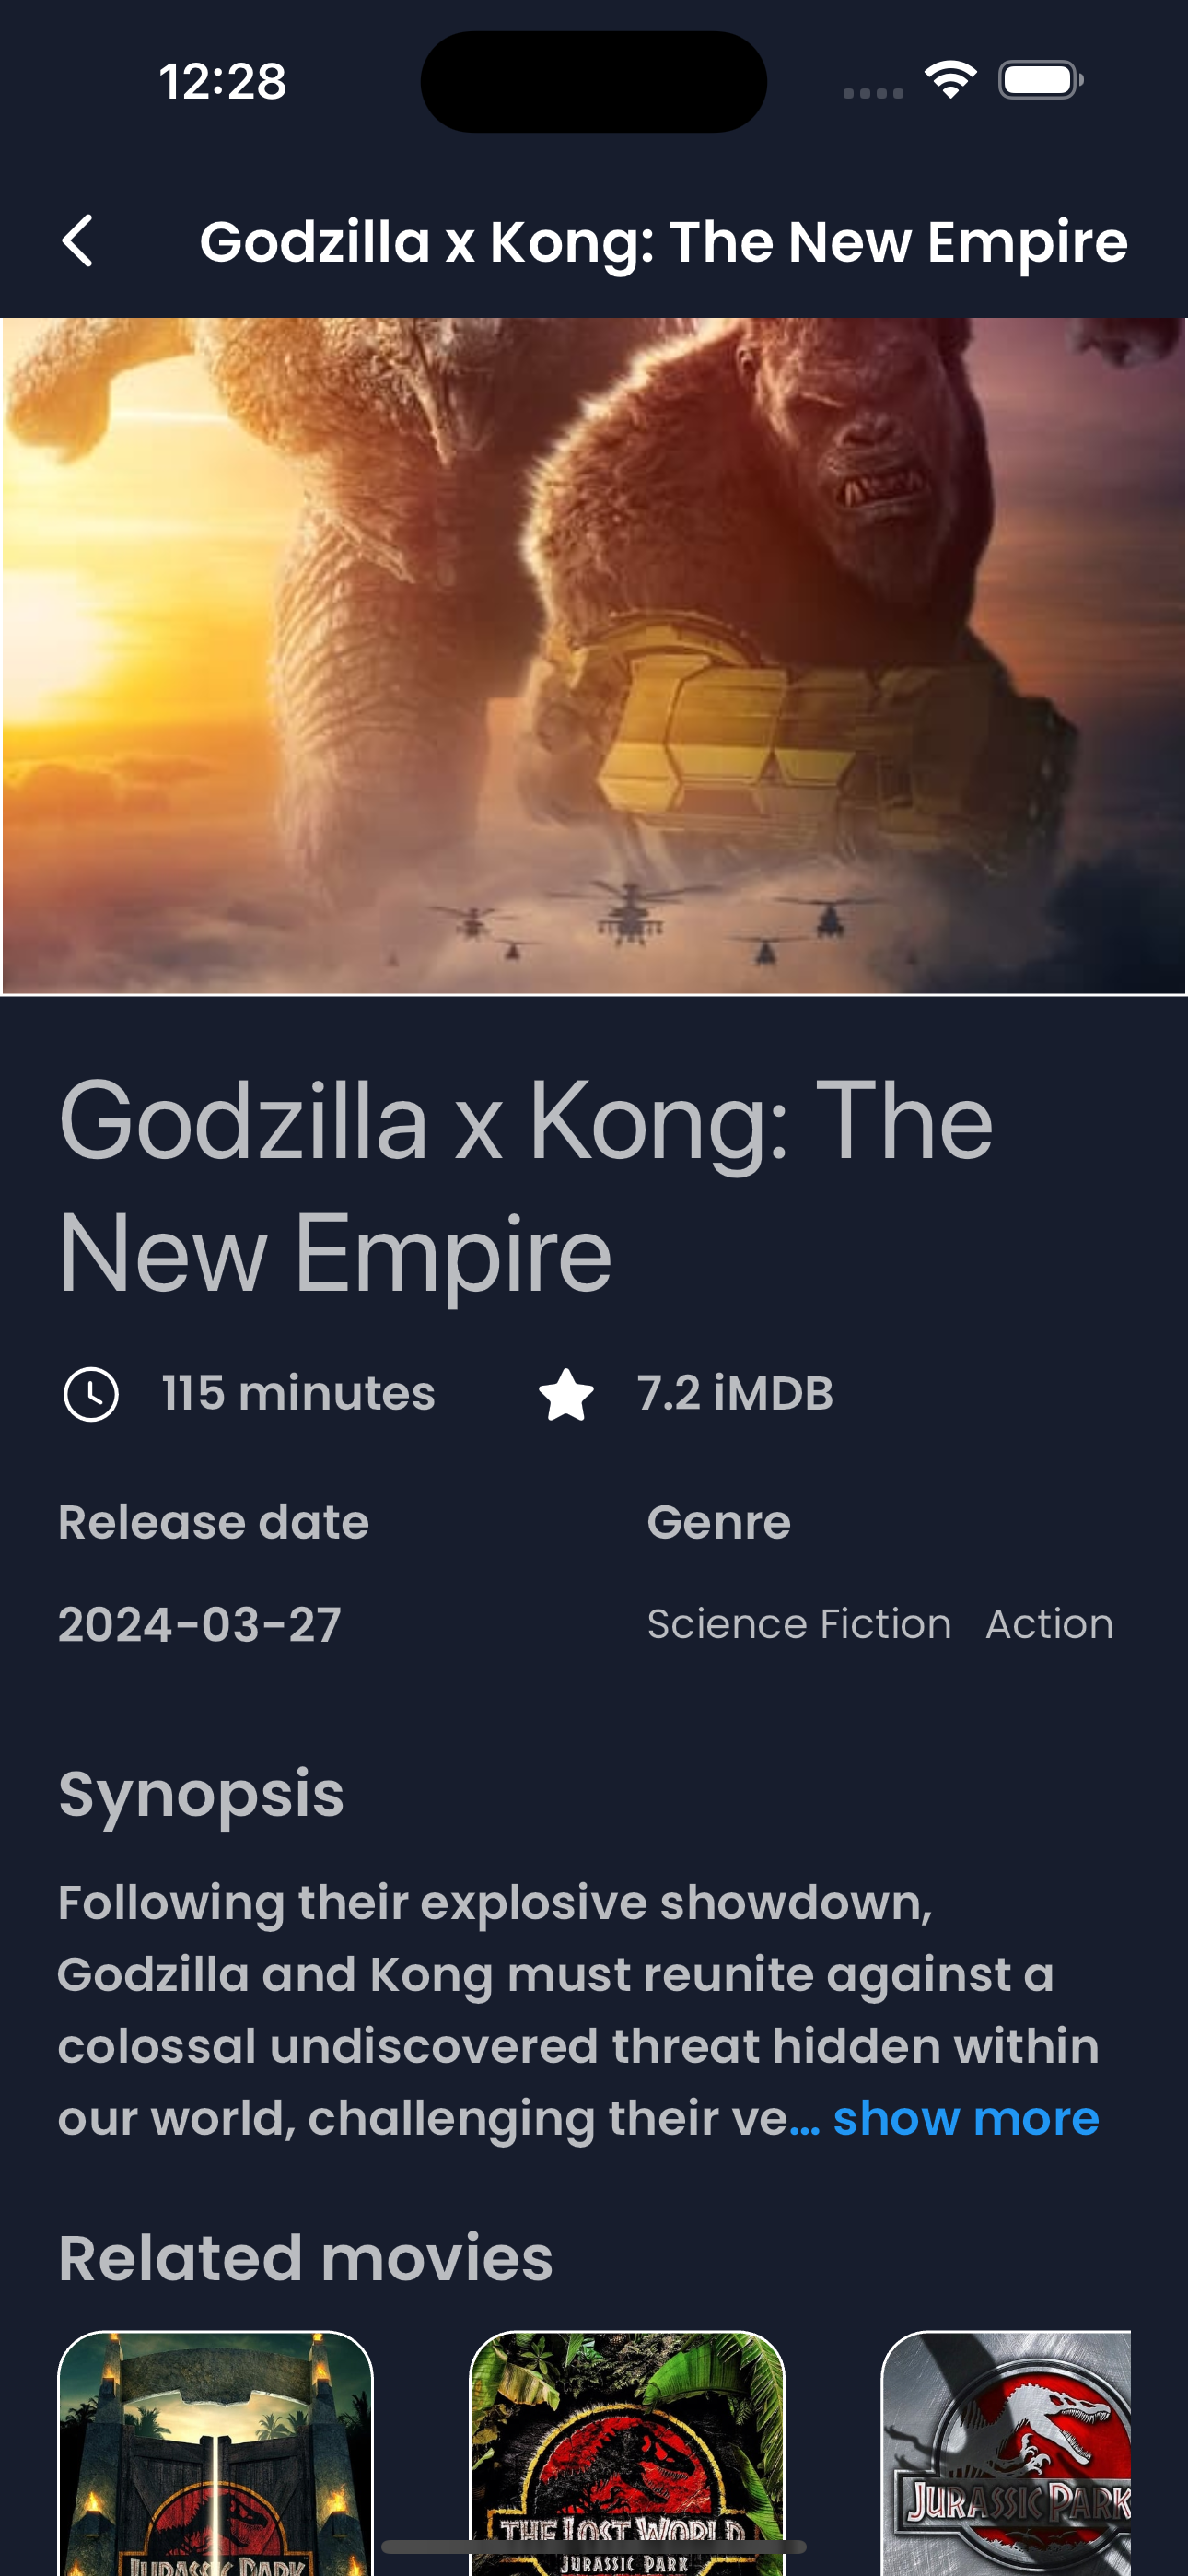 12:28
Godzilla x Kong: The New Empire
Godzilla x Kong: The
New Empire
115 minutes 7.2 iMDB
Release date Genre
2024-03-27 Science Fiction Action
Synopsis
Following their explosive showdown,
Godzilla and Kong must reunite against a
colossal undiscovered threat hidden within
our world, challenging their ve... show more
Related movies
JURASSIC PARK
THE LOST WORLD
JURASSIC PARK
JURASSIC PARK